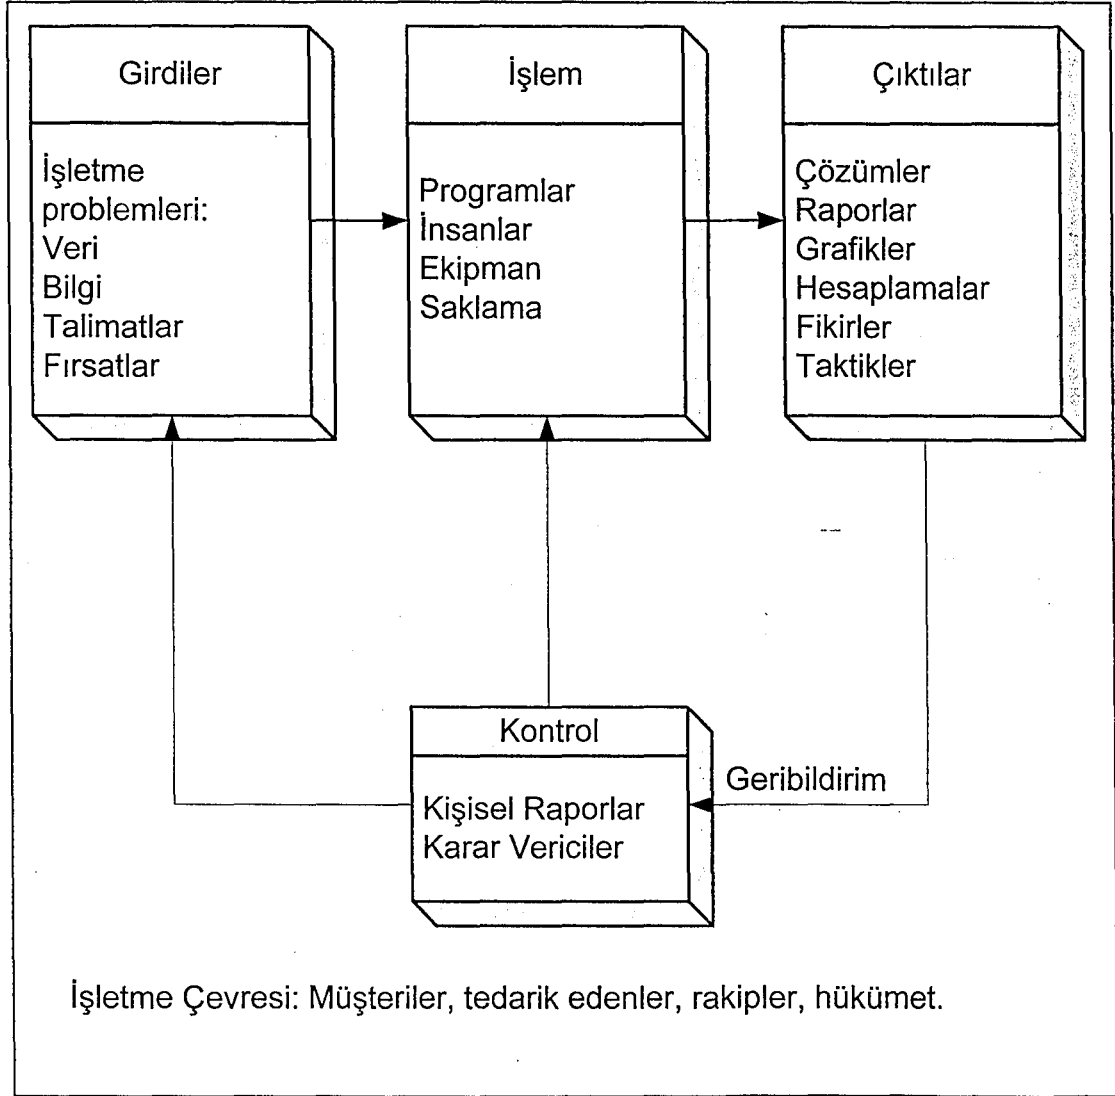 Girdiler
İşletme
problemleri:
Veri
Bilgi
Talimatlar
Fırsatlar
İşlem
Programlar
İnsanlar
Ekipman
Saklama
Çıktılar
Çözümler
Raporlar
Grafikler
Hesaplamalar
Fikirler
Taktikler
Kontrol
Kişisel Raporlar
Karar Vericiler
Geribildirim
İşletme Çevresi: Müşteriler, tedarik edenler, rakipler, hükümet.